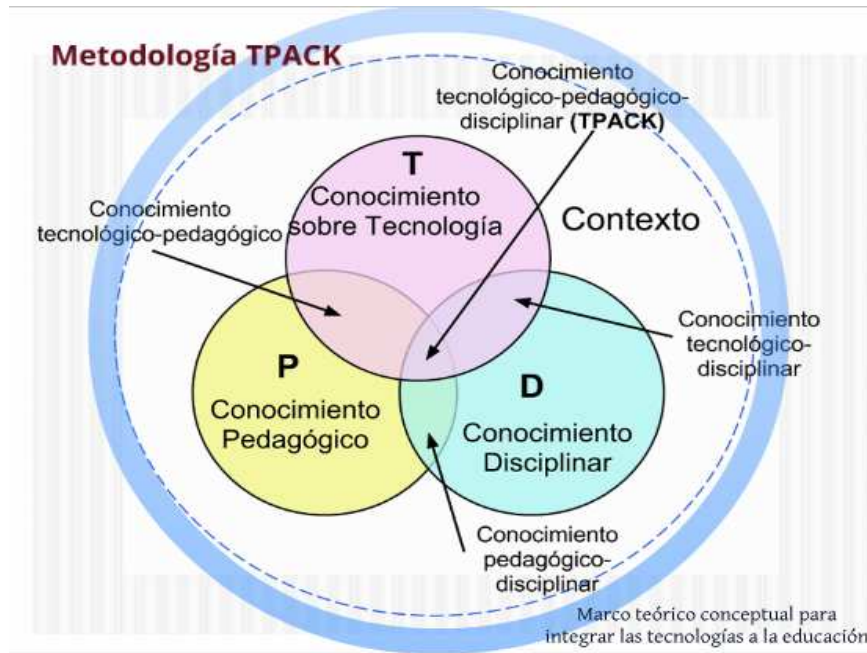 Metodología TPACK
Conocimiento
tecnológico-pedagógico-
disciplinar (TPACK)
T
Conocimiento
sobre Tecnología
Conocimiento
tecnológico-pedagógico
Contexto
Conocimiento
tecnológico-
disciplinar
P
Conocimiento
Pedagógico
D
Conocimiento
Disciplinar
Conocimiento
pedagógico-
disciplinar
Marco teórico conceptual para
integrar las tecnologías a la educación